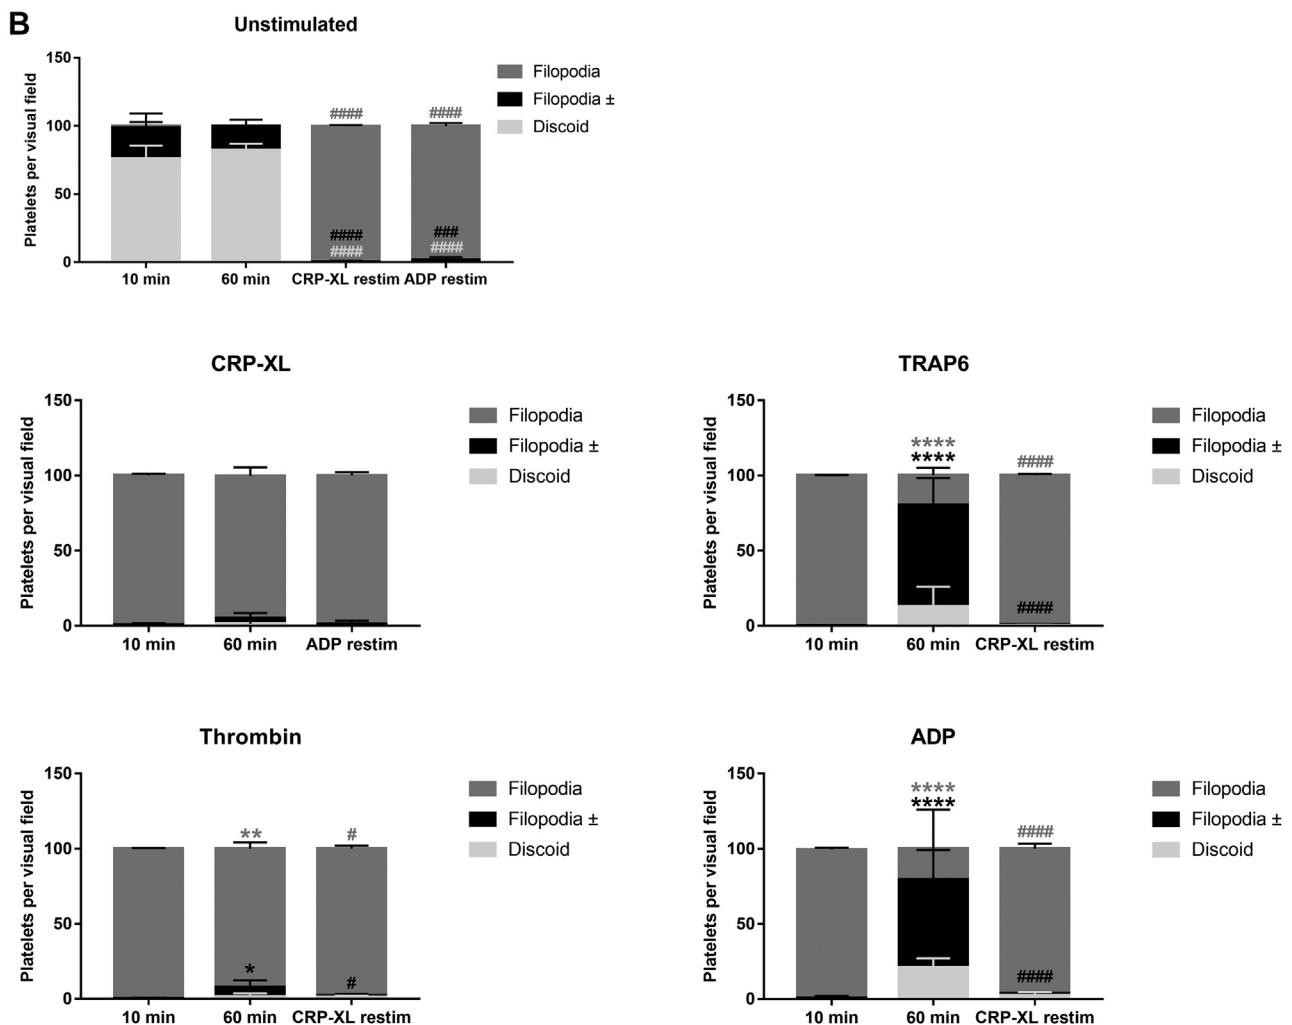 B
Unstimulated
150
100
50
0
Platelets per visual field
Filopodia
Filopodia ±
Discoid
#### ####
#### ###
#### ####
10 min 60 min CRP-XL restim ADP restim
CRP-XL
150
100
50
0
Platelets per visual field
Filopodia
Filopodia ±
Discoid
10 min 60 min ADP restim
TRAP6
150
100
50
0
Platelets per visual field
Filopodia
Filopodia ±
Discoid
****
****
####
####
10 min 60 min CRP-XL restim
Thrombin
150
100
50
0
Platelets per visual field
Filopodia
Filopodia ±
Discoid
** #
* #
10 min 60 min CRP-XL restim
ADP
150
100
50
0
Platelets per visual field
Filopodia
Filopodia ±
Discoid
****
****
####
####
10 min 60 min CRP-XL restim